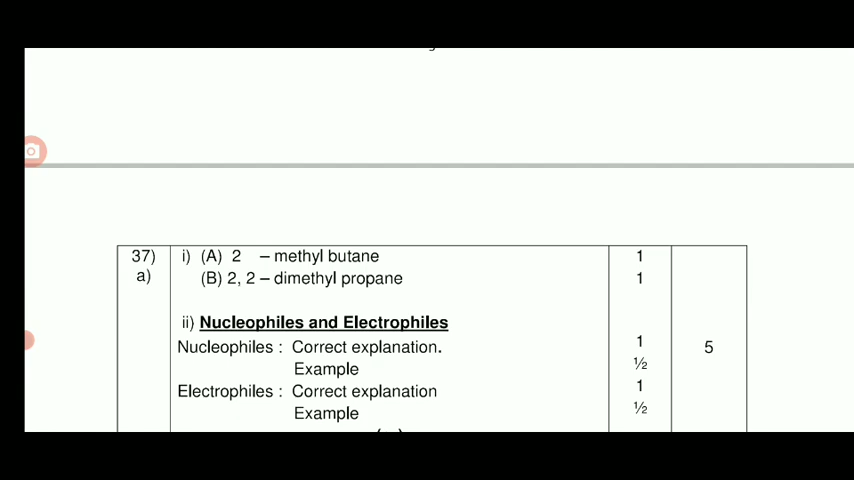 37) i) (A) 2 – methyl butane 1
a) (B) 2, 2 – dimethyl propane 1
ii) Nucleophiles and Electrophiles
Nucleophiles : Correct explanation. 1 5
Example ½
Electrophiles : Correct explanation 1
Example ½